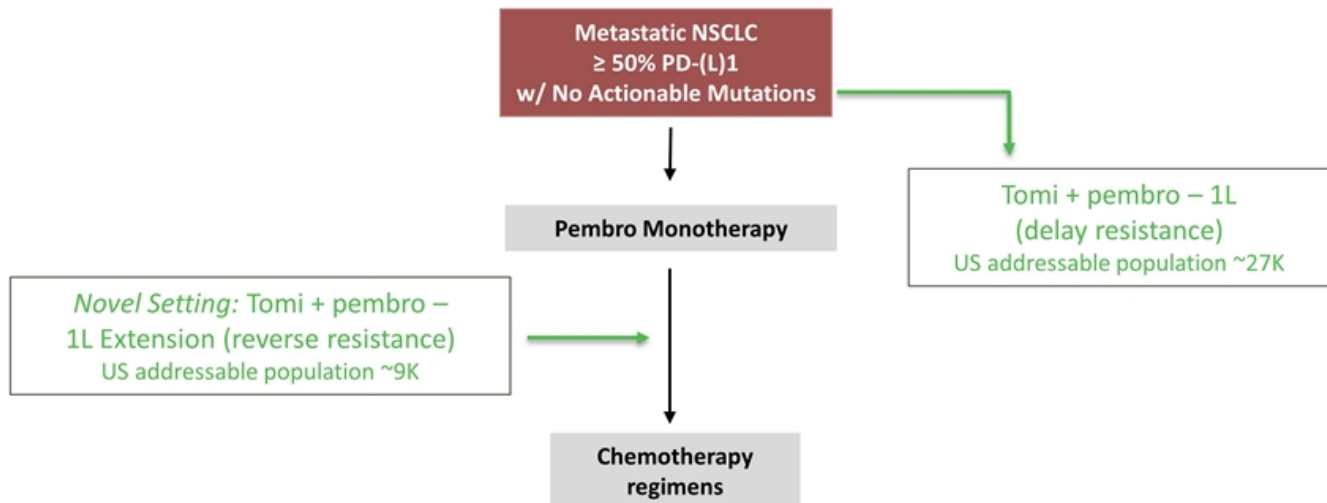 Metastatic NSCLC
≥ 50% PD-(L)1
w/ No Actionable Mutations
Tomi + pembro – 1L
(delay resistance)
US addressable population ~27K
Pembro Monotherapy
Novel Setting: Tomi + pembro –
1L Extension (reverse resistance)
US addressable population ~9K
Chemotherapy
regimens